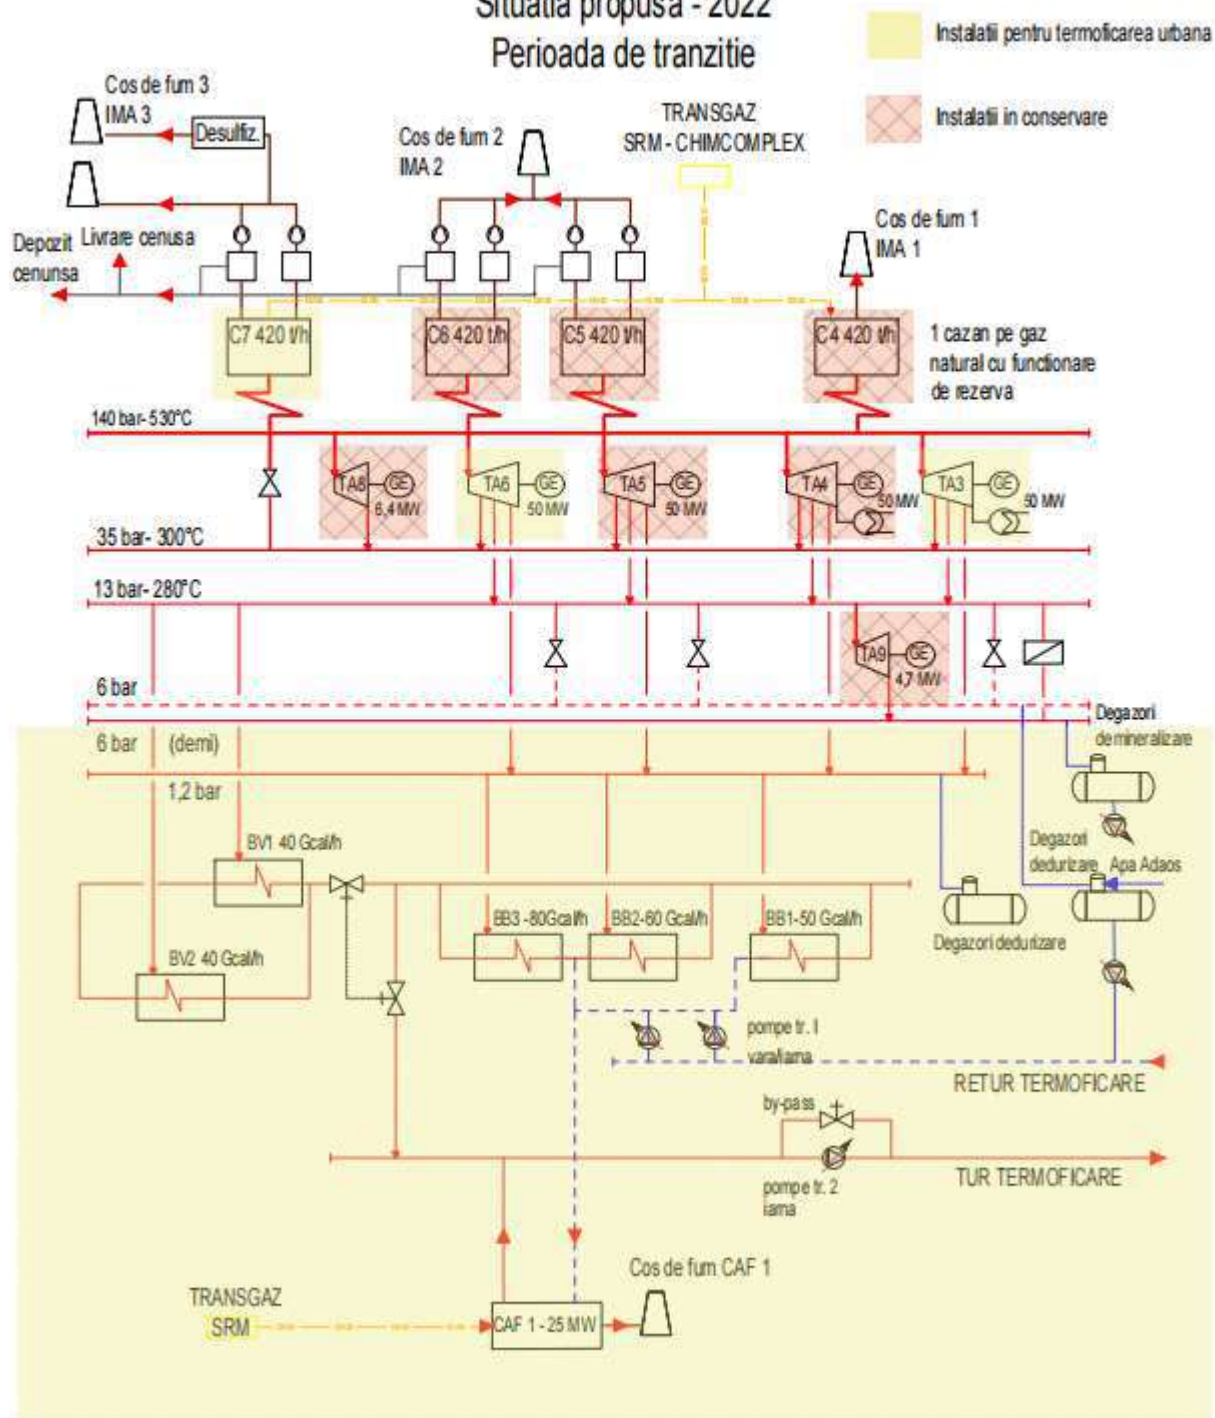 Situatia propusa - 2022
Perioada de tranzitie
Instalatii pentru termoficarea urbana
Instalatii in conservare
Cos de fum 3
IMA 3
Desulfiz.
Cos de fum 2
IMA 2
TRANSGAZ
SRM - CHIMCOMPLEX
Cos de fum 1
IMA 1
Depozit
cenunsa
Livrare cenusa
C7 420 t/h
C6 420 t/h
C5 420 t/h
C4 420 t/h
1 cazan pe gaz
natural cu functionare
de rezerva
140 bar- 530°C
TA8
GE
6,4 MW
TA6
GE
50 MW
TA5
GE
50 MW
TA4
GE
50 MW
TA3
GE
50 MW
35 bar- 300°C
13 bar- 280°C
TA9
GE
4,7 MW
6 bar
6 bar (demi)
1,2 bar
Degazori
demineralizare
BV1 40 Gcal/h
BV2 40 Gcal/h
BB3 -80Gcal/h
BB2-60 Gcal/h
BB1-50 Gcal/h
Degazori
dedurizare
Apa Adaos
Degazori dedurizare
pompe tr. I
vara/iarna
RETUR TERMOFICARE
by-pass
pompe tr. 2
iarna
TUR TERMOFICARE
TRANSGAZ
SRM
CAF 1 - 25 MW
Cos de fum CAF 1